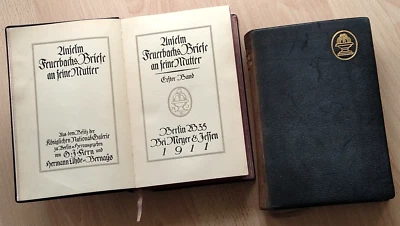 Anselm
Feuerbachs Briefe
an seine Mutter
Aus dem Besitz der
Königlichen National-Galerie
zu Berlin • Herausgegeben
von G. J. Kern und
Hermann Uhde-Bernays
Anselm
Feuerbachs Briefe
an seine Mutter
Erster Band
Berlin W. 35
Bei Meyer & Jessen
1911